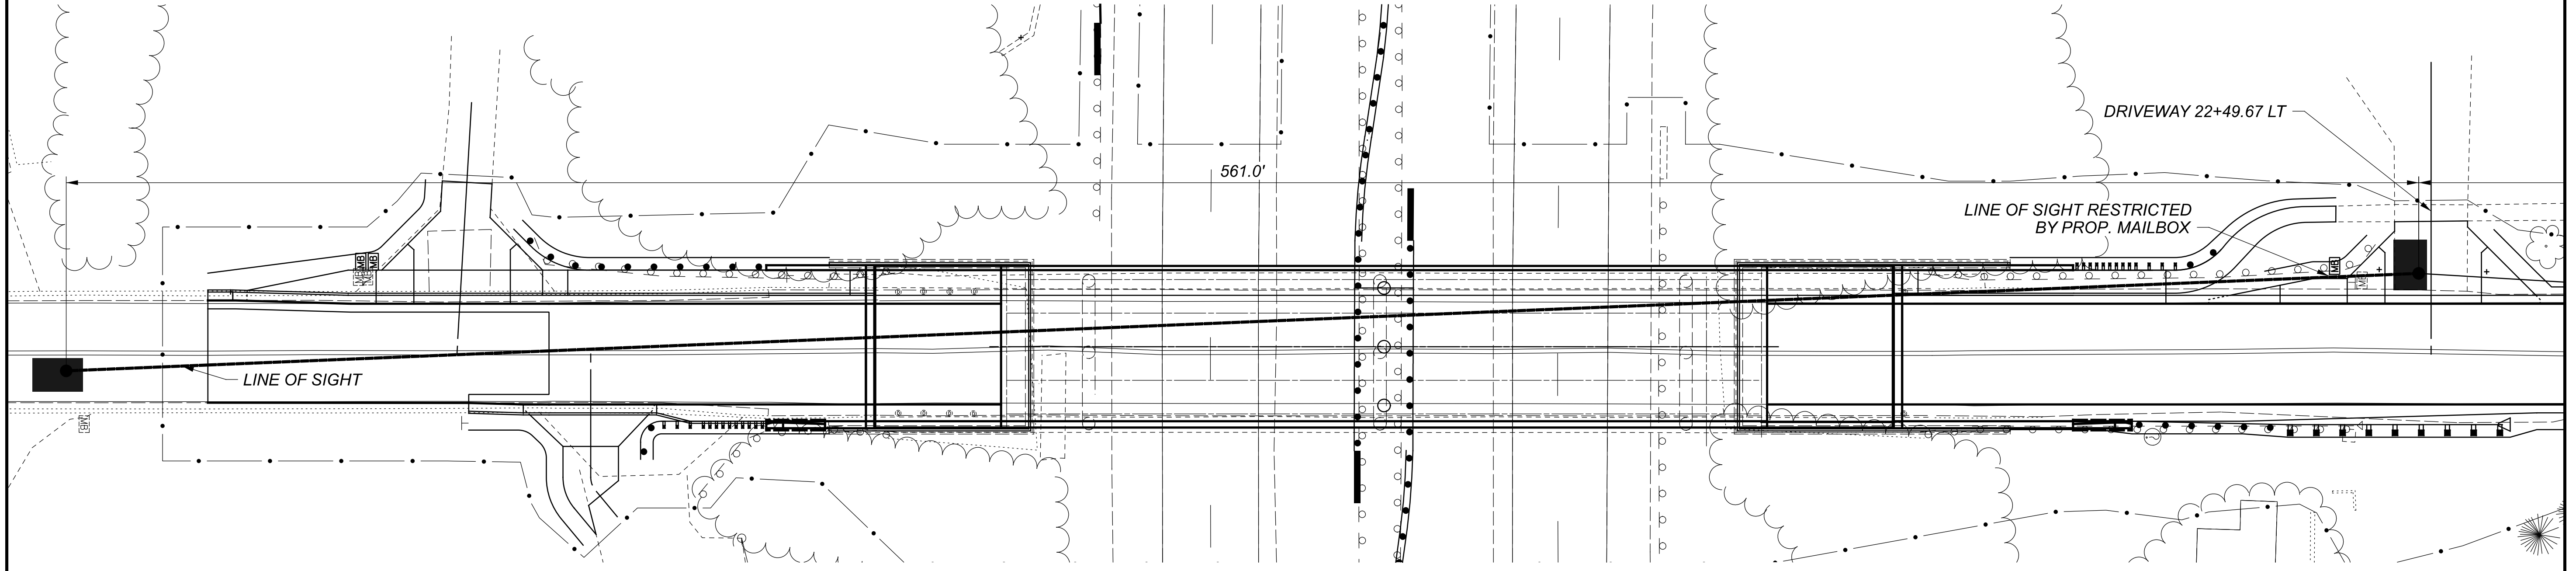 DRIVEWAY 22+49.67 LT
561.0'
LINE OF SIGHT RESTRICTED
BY PROP. MAILBOX
MB
MB
MB
MB
LINE OF SIGHT
MB